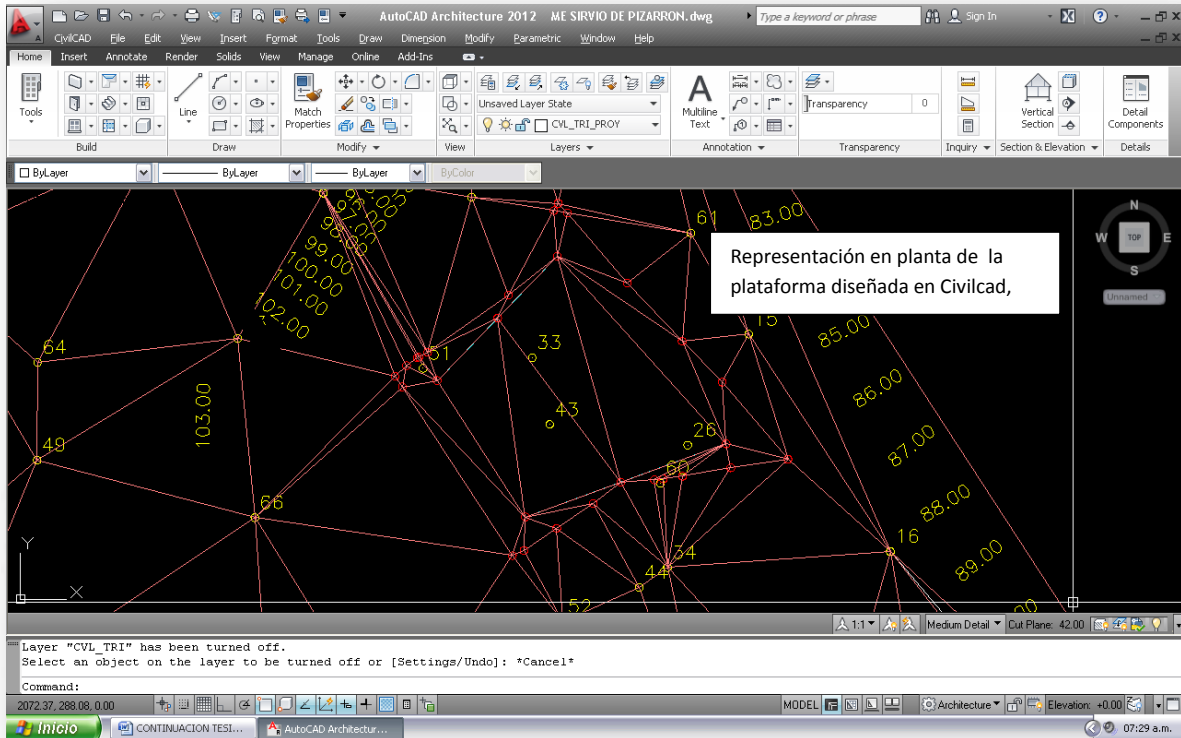 AutoCAD Architecture 2012 ME SIRVIO DE PIZARRON.dwg
Type a keyword or phrase
Sign In
CivilCAD File Edit View Insert Format Tools Draw Dimension Modify Parametric Window Help
Home Insert Annotate Render Solids View Manage Online Add-Ins
Tools
Line
Match Properties
Unsaved Layer State
CVL_TRI_PROY
Multiline Text
Transparency 0
Vertical Section
Detail Components
Build Draw Modify View Layers Annotation Transparency Inquiry Section & Elevation Details
ByLayer ByLayer ByLayer ByColor
96.00
97.00
98.00
99.00
100.00
101.00
102.00
61
83.00
N
W TOP E
S
Unnamed
Representación en planta de la
plataforma diseñada en Civilcad,
15
85.00
64
51
33
103.00
86.00
43
49
26
87.00
60
66
88.00
16
34
89.00
44
52
Y
X
1:1 Medium Detail Cut Plane: 42.00
Layer "CVL_TRI" has been turned off.
Select an object on the layer to be turned off or [Settings/Undo]: *Cancel*
Command:
2072.37, 288.08, 0.00 MODEL Architecture Elevation: +0.00
Inicio CONTINUACION TESI... AutoCAD Architectur... 07:29 a.m.